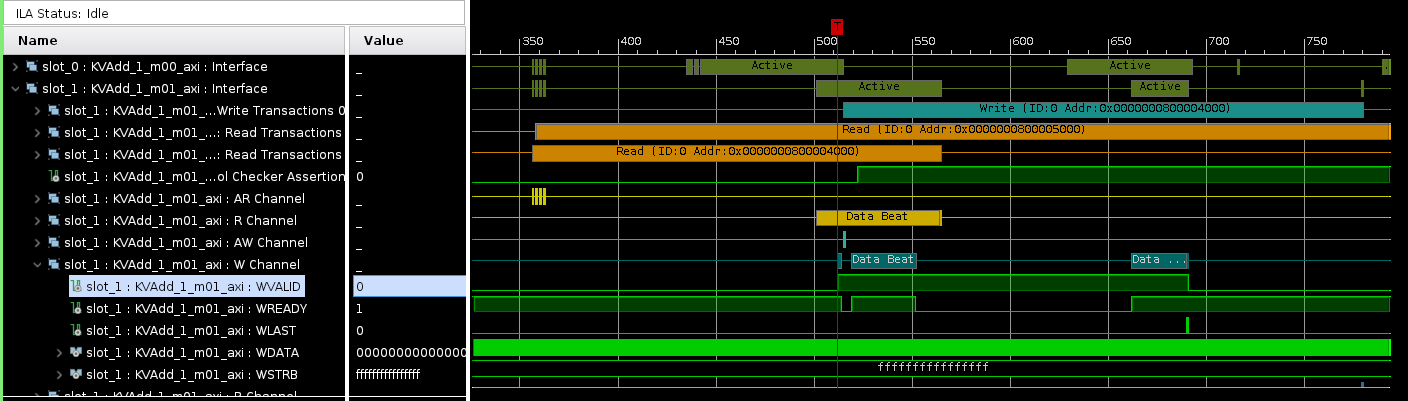 ILA Status: Idle
Name Value
T
350 400 450 500 550 600 650 700 750
slot_0 : KVAdd_1_m00_axi : Interface _ Active Active
slot_1 : KVAdd_1_m01_axi : Interface _ Active Active
slot_1 : KVAdd_1_m01_...Write Transactions 0 Write (ID:0 Addr:0x0000000800004000)
slot_1 : KVAdd_1_m01_...: Read Transactions Read (ID:0 Addr:0x0000000800005000)
slot_1 : KVAdd_1_m01_...: Read Transactions Read (ID:0 Addr:0x0000000800004000)
slot_1 : KVAdd_1_m01_...ol Checker Assertion 0
slot_1 : KVAdd_1_m01_axi : AR Channel _
slot_1 : KVAdd_1_m01_axi : R Channel _ Data Beat
slot_1 : KVAdd_1_m01_axi : AW Channel _
slot_1 : KVAdd_1_m01_axi : W Channel _ Data Beat Data ...
slot_1 : KVAdd_1_m01_axi : WVALID 0
slot_1 : KVAdd_1_m01_axi : WREADY 1
slot_1 : KVAdd_1_m01_axi : WLAST 0
slot_1 : KVAdd_1_m01_axi : WDATA 00000000000000
slot_1 : KVAdd_1_m01_axi : WSTRB ffffffffffffffff ffffffffffffffff